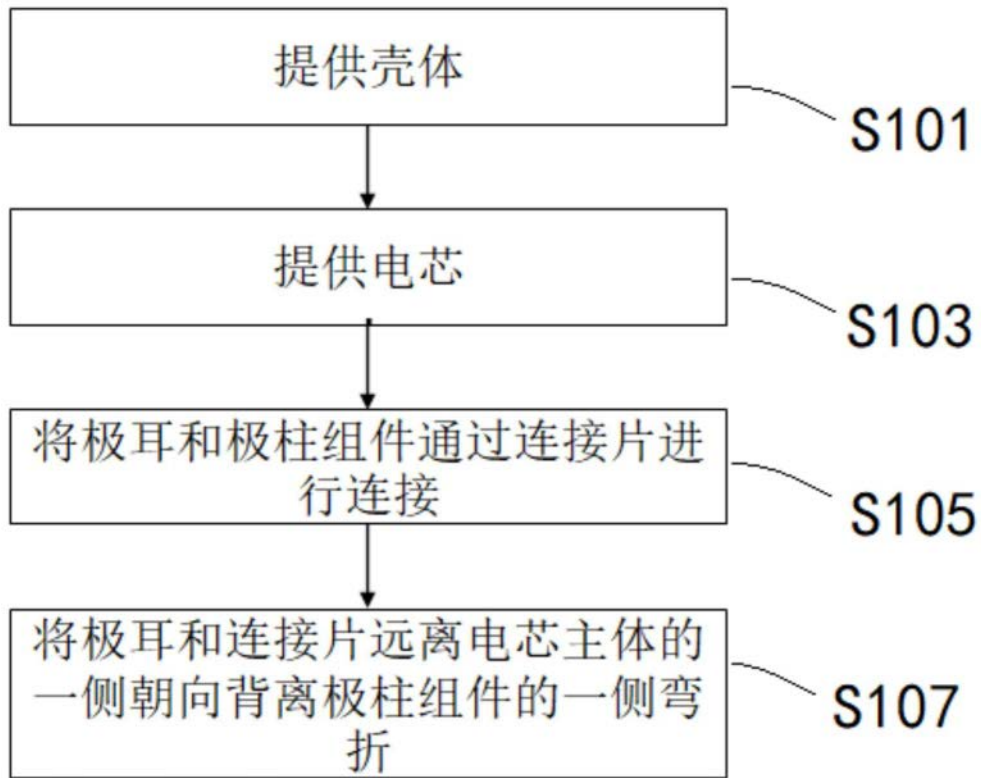 提供壳体
S101
提供电芯
S103
将极耳和极柱组件通过连接片进
行连接
S105
将极耳和连接片远离电芯主体的
一侧朝向背离极柱组件的一侧弯
折
S107